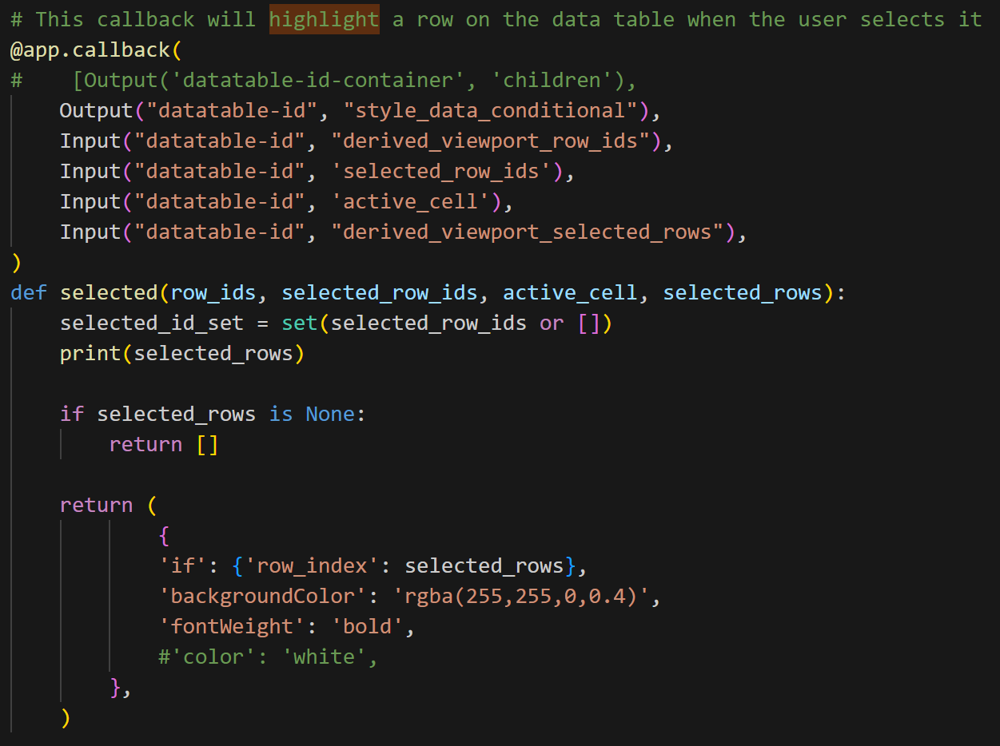 # This callback will highlight a row on the data table when the user selects it
@app.callback(
#    [Output('datatable-id-container', 'children'),
    Output("datatable-id", "style_data_conditional"),
    Input("datatable-id", "derived_viewport_row_ids"),
    Input("datatable-id", 'selected_row_ids'),
    Input("datatable-id", 'active_cell'),
    Input("datatable-id", "derived_viewport_selected_rows"),
)
def selected(row_ids, selected_row_ids, active_cell, selected_rows):
    selected_id_set = set(selected_row_ids or [])
    print(selected_rows)
    if selected_rows is None:
        return []
    return (
            {
            'if': {'row_index': selected_rows},
            'backgroundColor': 'rgba(255,255,0,0.4)',
            'fontWeight': 'bold',
            #'color': 'white',
        },
    )